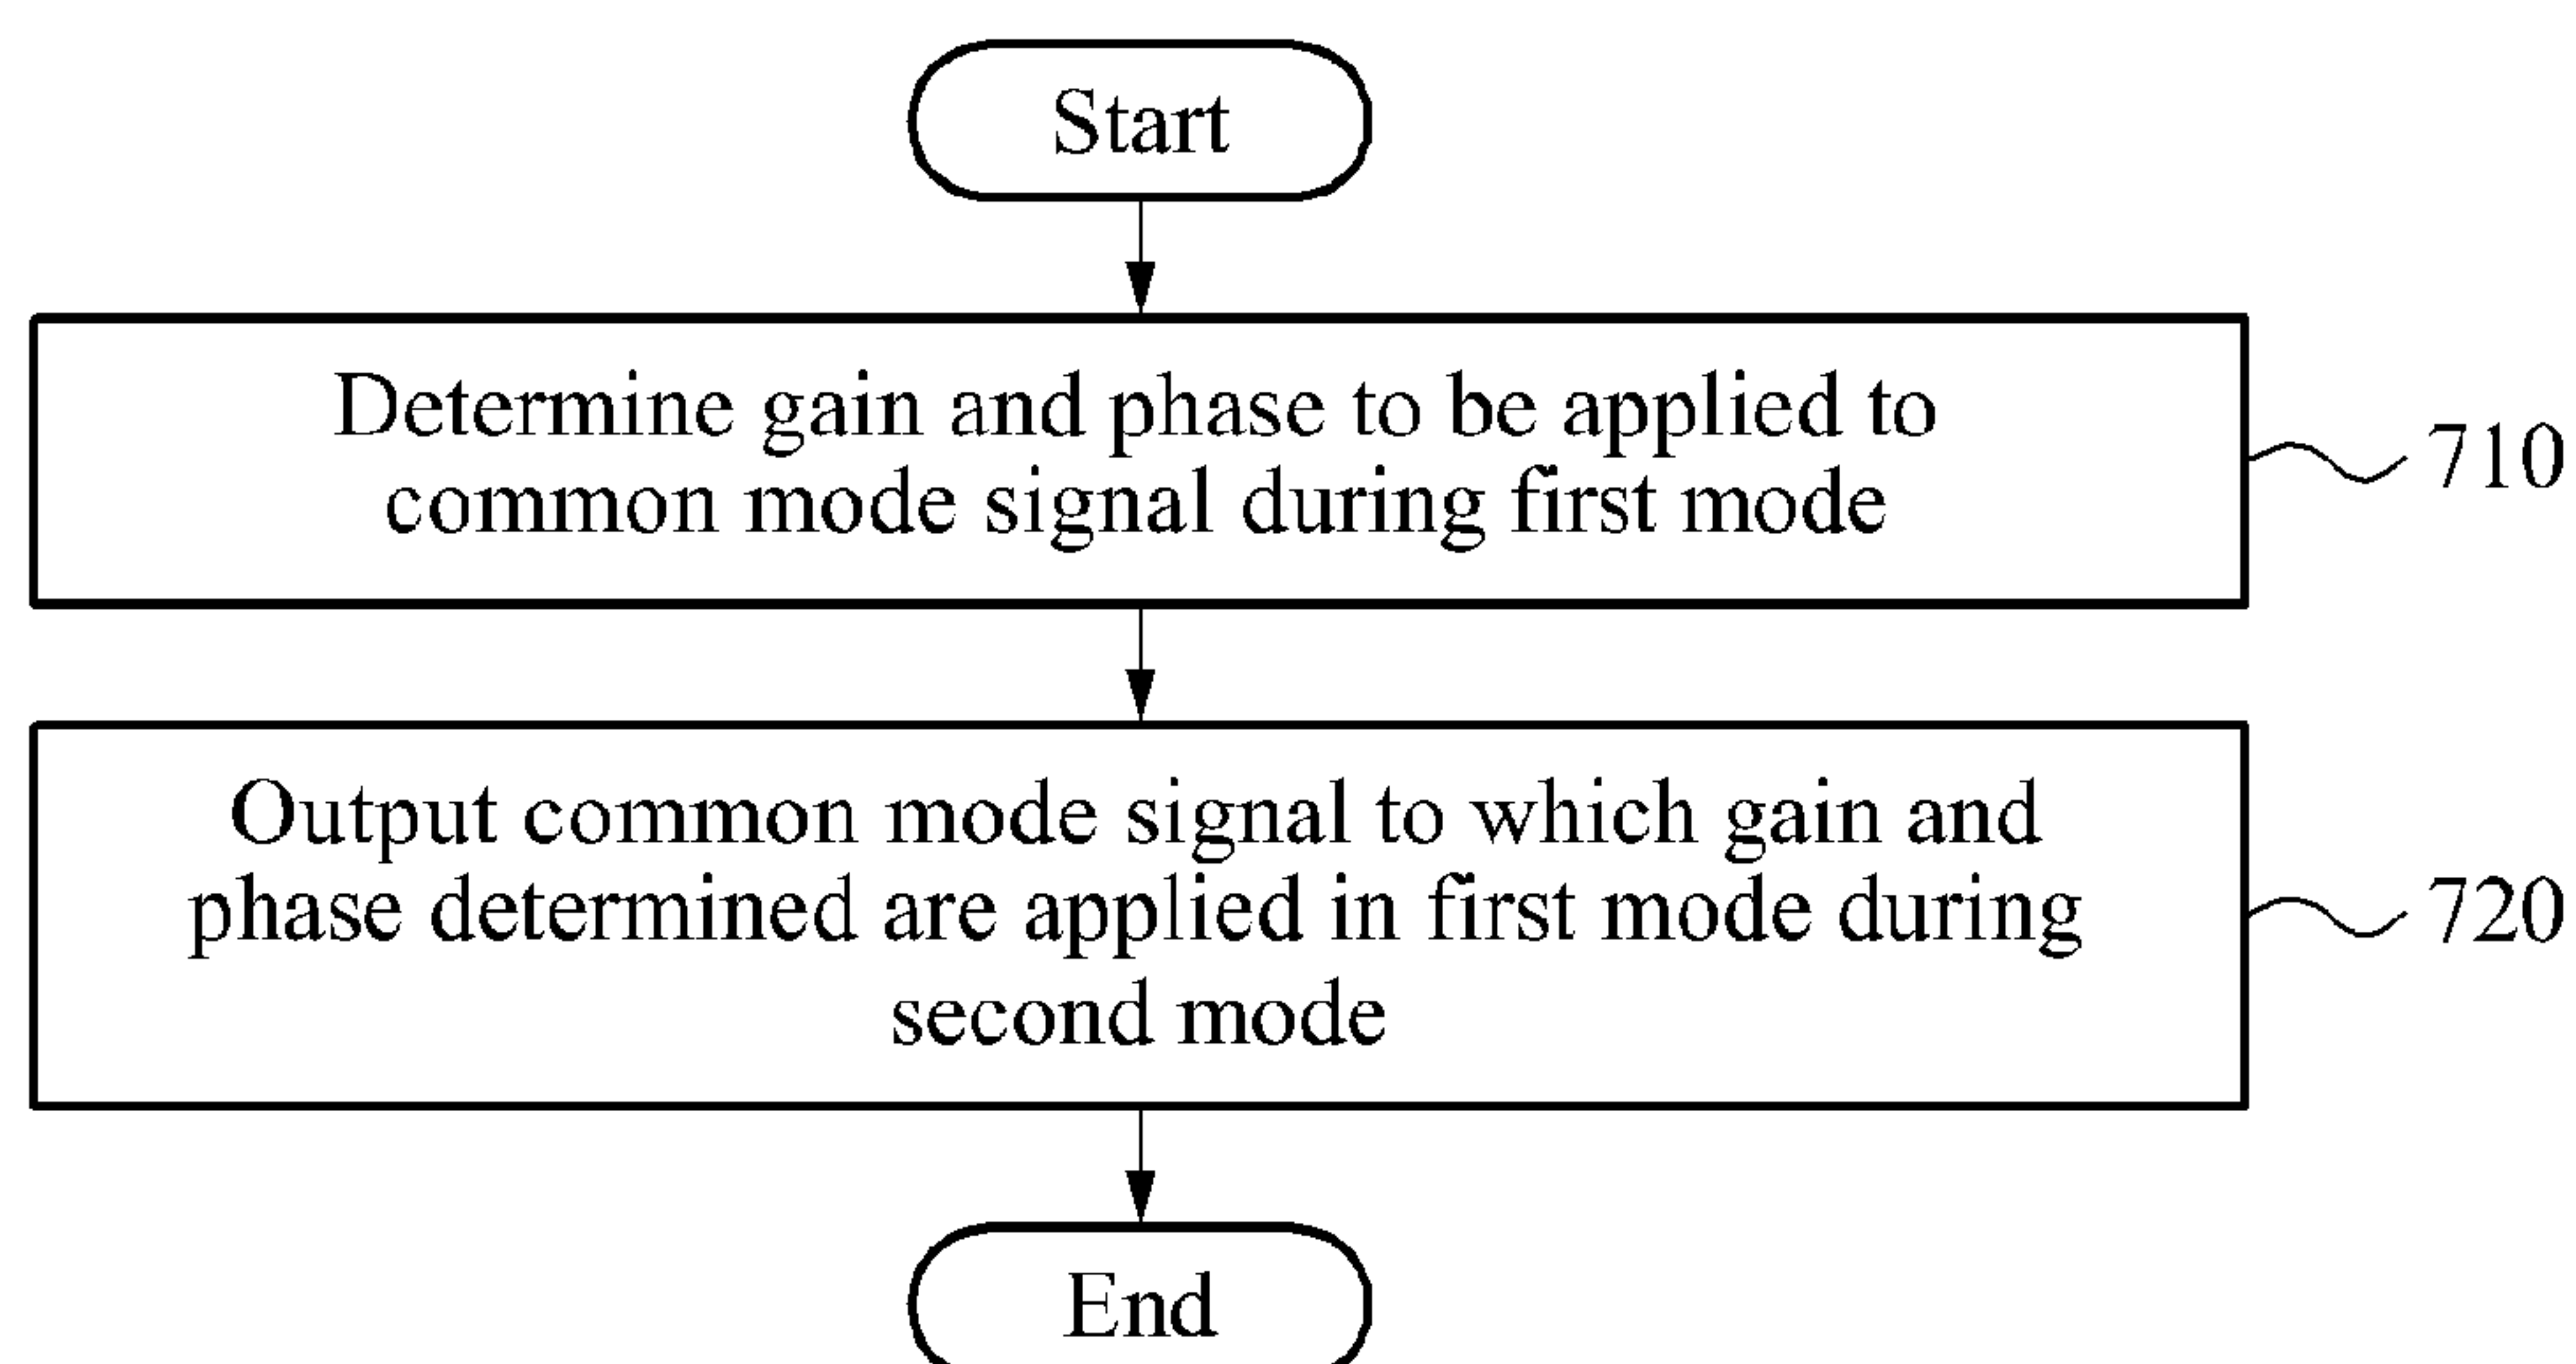 Start
Determine gain and phase to be applied to
common mode signal during first mode
710
Output common mode signal to which gain and
phase determined are applied in first mode during
second mode
720
End